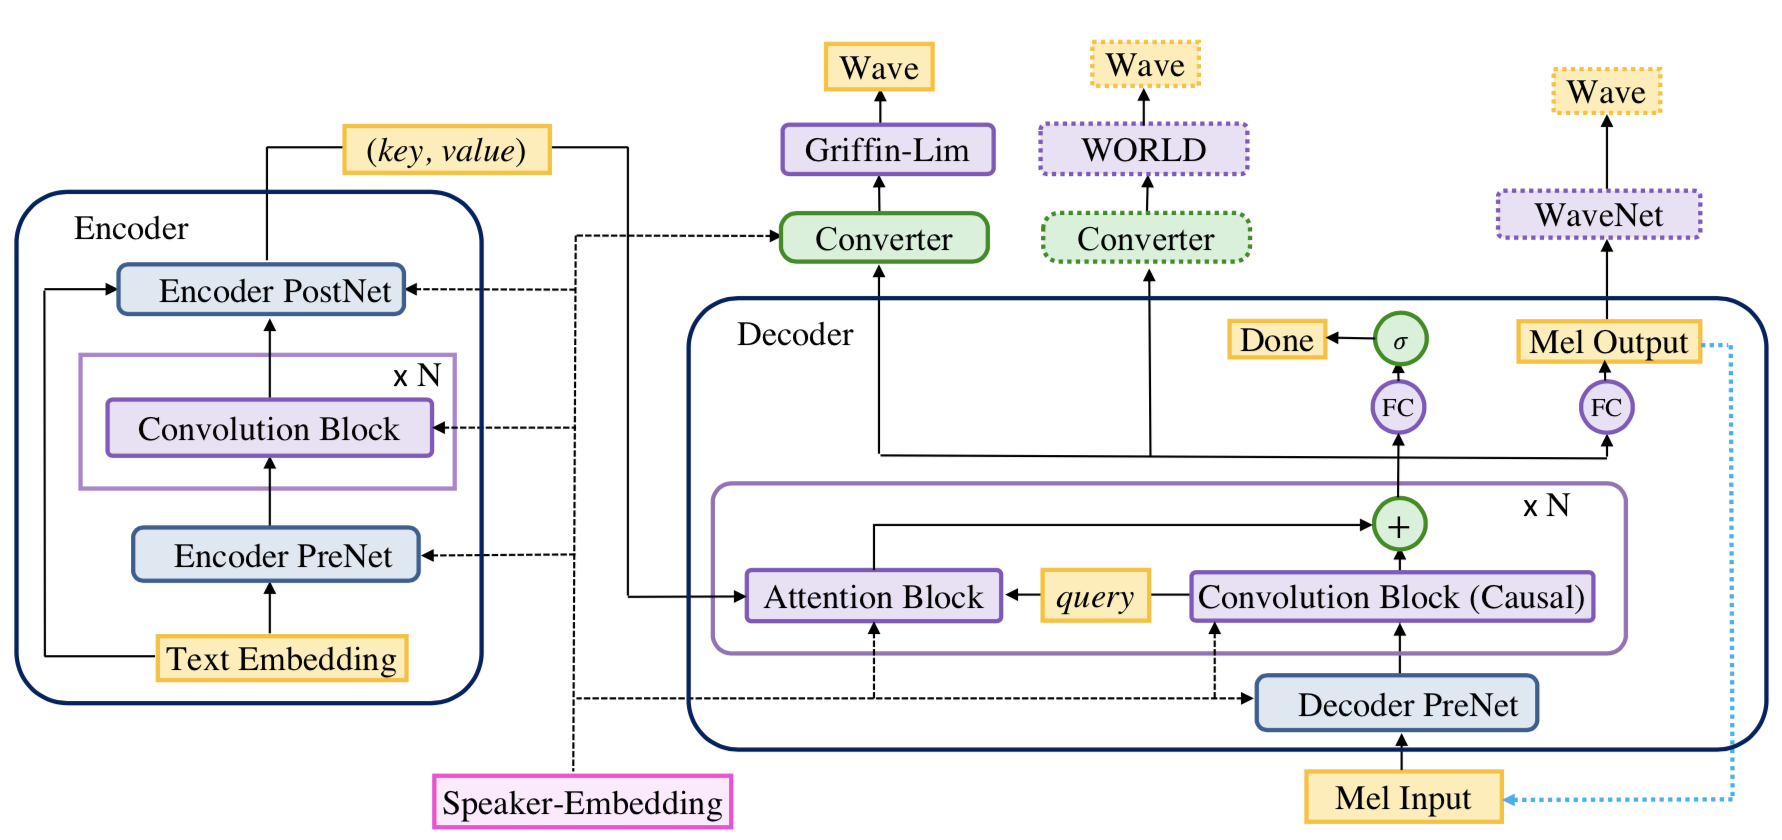 Wave
Wave
Wave
(key, value)
Griffin-Lim
WORLD
WaveNet
Encoder
Converter
Converter
Encoder PostNet
Decoder
Done
σ
Mel Output
x N
FC
FC
Convolution Block
x N
+
Encoder PreNet
Attention Block
query
Convolution Block (Causal)
Text Embedding
Decoder PreNet
Speaker-Embedding
Mel Input